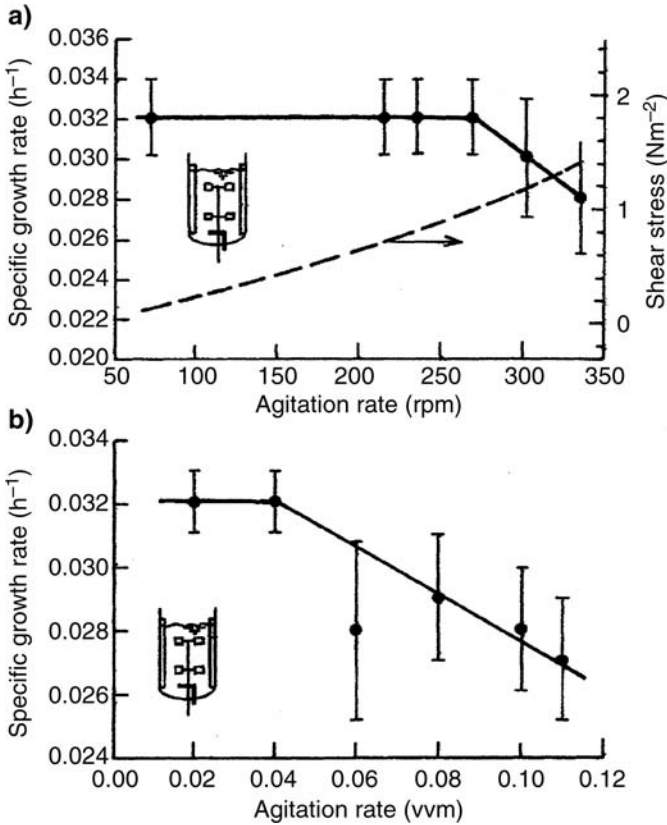 a)
0.036
0.034
0.032
0.030
0.028
0.026
0.024
0.022
0.020
Specific growth rate (h⁻¹)
2
1
0
Shear stress (Nm⁻²)
50 100 150 200 250 300 350
Agitation rate (rpm)
b)
0.034
0.032
0.030
0.028
0.026
0.024
Specific growth rate (h⁻¹)
0.00 0.02 0.04 0.06 0.08 0.10 0.12
Agitation rate (vvm)